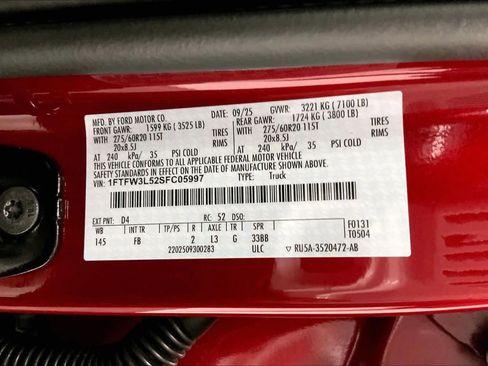 MFD. BY FORD MOTOR CO.
DATE: 09/25 GVWR: 3221 KG ( 7100 LB)
FRONT GAWR: 1599 KG ( 3525 LB) REAR GAWR: 1724 KG ( 3800 LB)
WITH WITH
275/60R20 115T TIRES 275/60R20 115T TIRES
20x8.5J RIMS 20x8.5J RIMS
AT 240 kPa/ 35 PSI COLD AT 240 kPa/ 35 PSI COLD
THIS VEHICLE CONFORMS TO ALL APPLICABLE FEDERAL MOTOR VEHICLE
SAFETY STANDARDS IN EFFECT ON THE DATE OF MANUFACTURE SHOWN ABOVE.
VIN: 1FTFW3L52SFC05997 TYPE: Truck
EXT PNT: D4 RC: 52 DSO:
WB INT TR TP/PS R AXLE TR SPR
145 FB 2 L3 G 33BB
F0131
T0504
2202509300283 ULC RU5A-3520472-AB